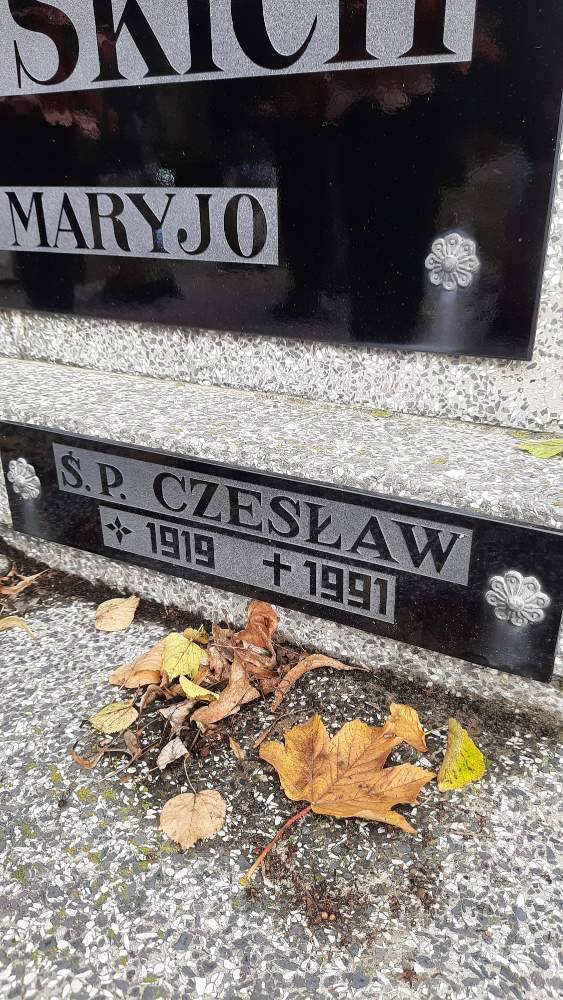 SKICH
MARYJO
Ś.P. CZESŁAW
1919 1991